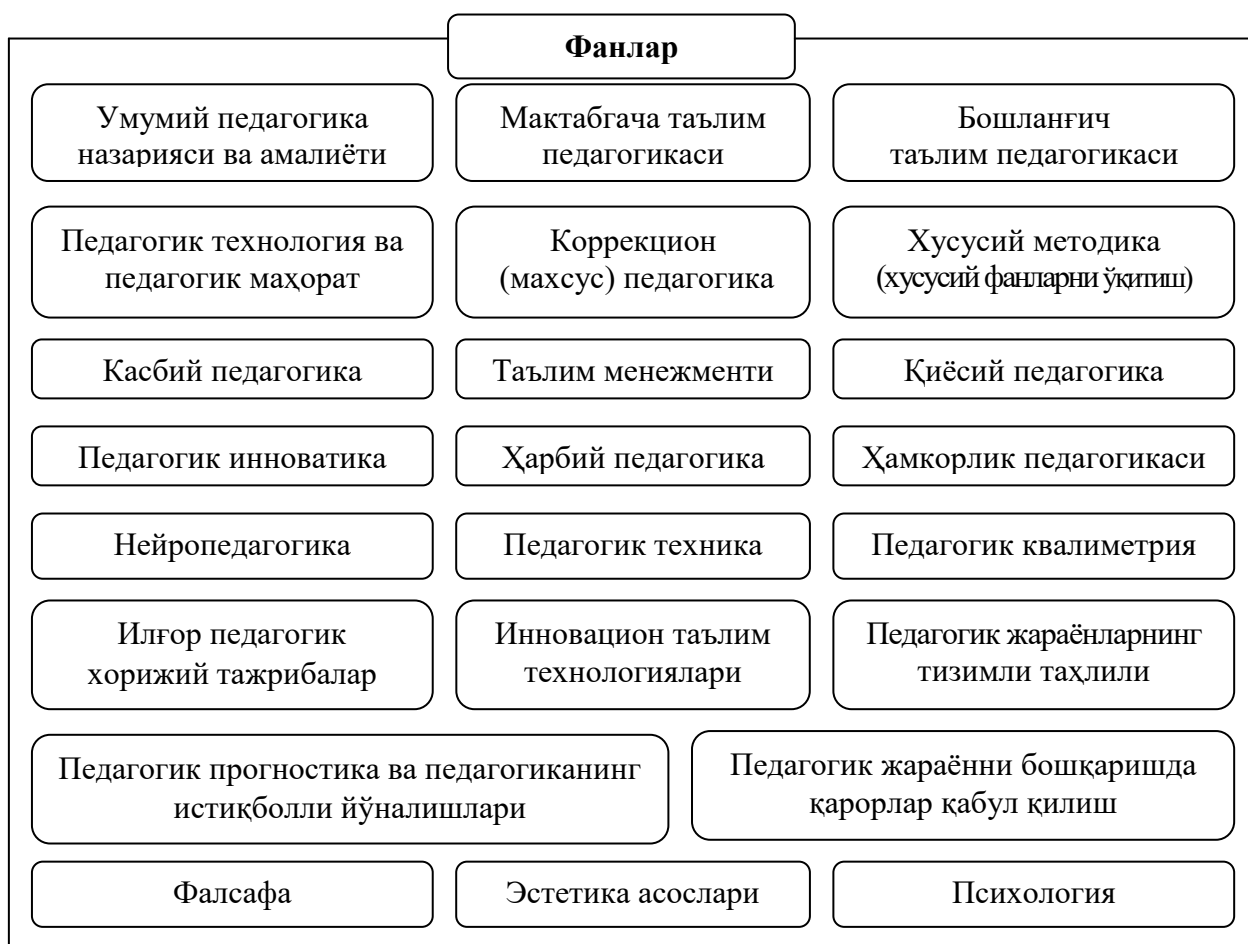 Фанлар
Умумий педагогика
назарияси ва амалиёти
Мактабгача таълим
педагогикаси
Бошланғич
таълим педагогикаси
Педагогик технология ва
педагогик маҳорат
Коррекцион
(махсус) педагогика
Хусусий методика
(хусусий фанларни ўқитиш)
Касбий педагогика
Таълим менежменти
Қиёсий педагогика
Педагогик инноватика
Ҳарбий педагогика
Ҳамкорлик педагогикаси
Нейропедагогика
Педагогик техника
Педагогик квалиметрия
Илғор педагогик
хорижий тажрибалар
Инновацион таълим
технологиялари
Педагогик жараёнларнинг
тизимли таҳлили
Педагогик прогностика ва педагогиканинг
истиқболли йўналишлари
Педагогик жараённи бошқаришда
қарорлар қабул қилиш
Фалсафа
Эстетика асослари
Психология